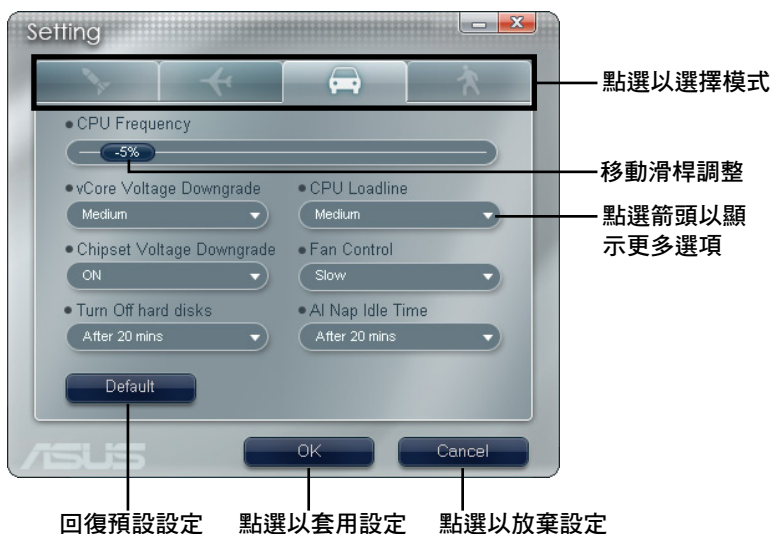 Setting
點選以選擇模式
CPU Frequency
-5%
移動滑桿調整
vCore Voltage Downgrade
CPU Loadline
Medium
Medium
點選箭頭以顯
示更多選項
Chipset Voltage Downgrade
Fan Control
ON
Slow
Turn Off hard disks
AI Nap Idle Time
After 20 mins
After 20 mins
Default
ASUS
OK
Cancel
回復預設設定
點選以套用設定
點選以放棄設定